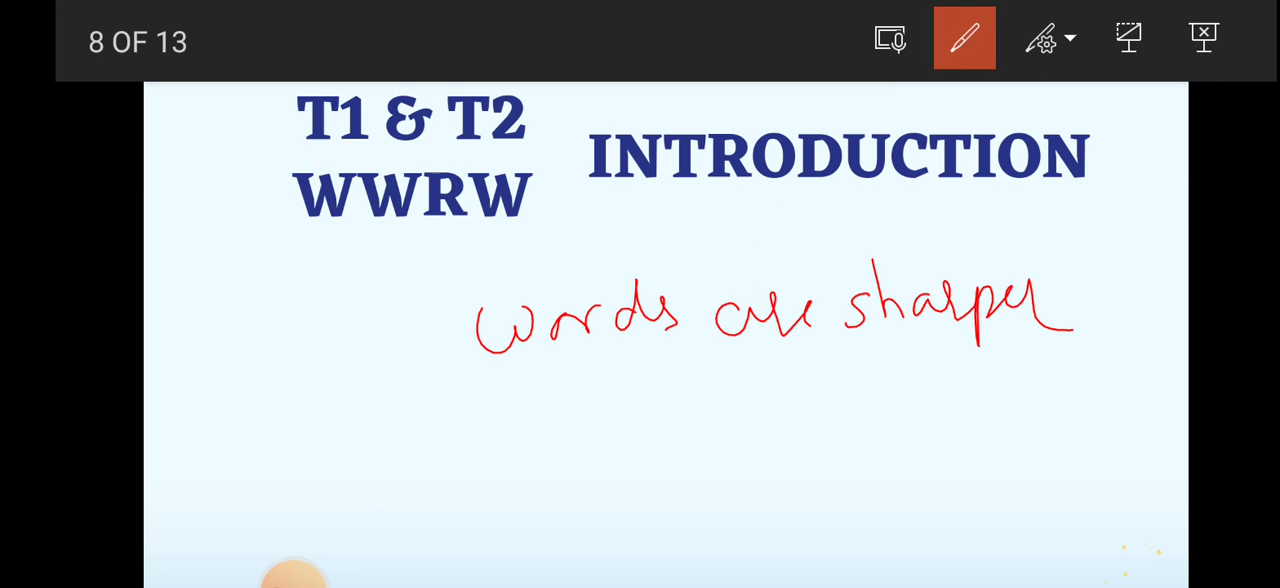 8 OF 13
T1 & T2
WWRW
INTRODUCTION
words are sharper